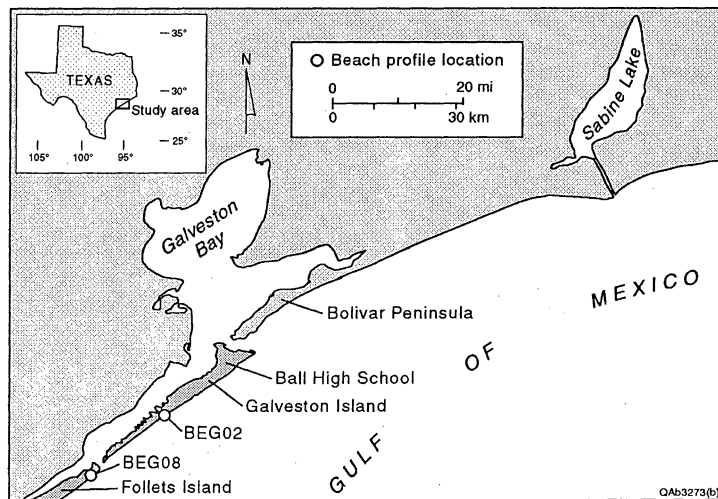 35°
TEXAS
30°
Study area
25°
105° 100° 95°
N
Beach profile location
0 20 mi
0 30 km
Sabine Lake
Galveston
Bay
Bolivar Peninsula
GULF OF MEXICO
Ball High School
Galveston Island
BEG02
BEG08
Follets Island
QAb3273(b)